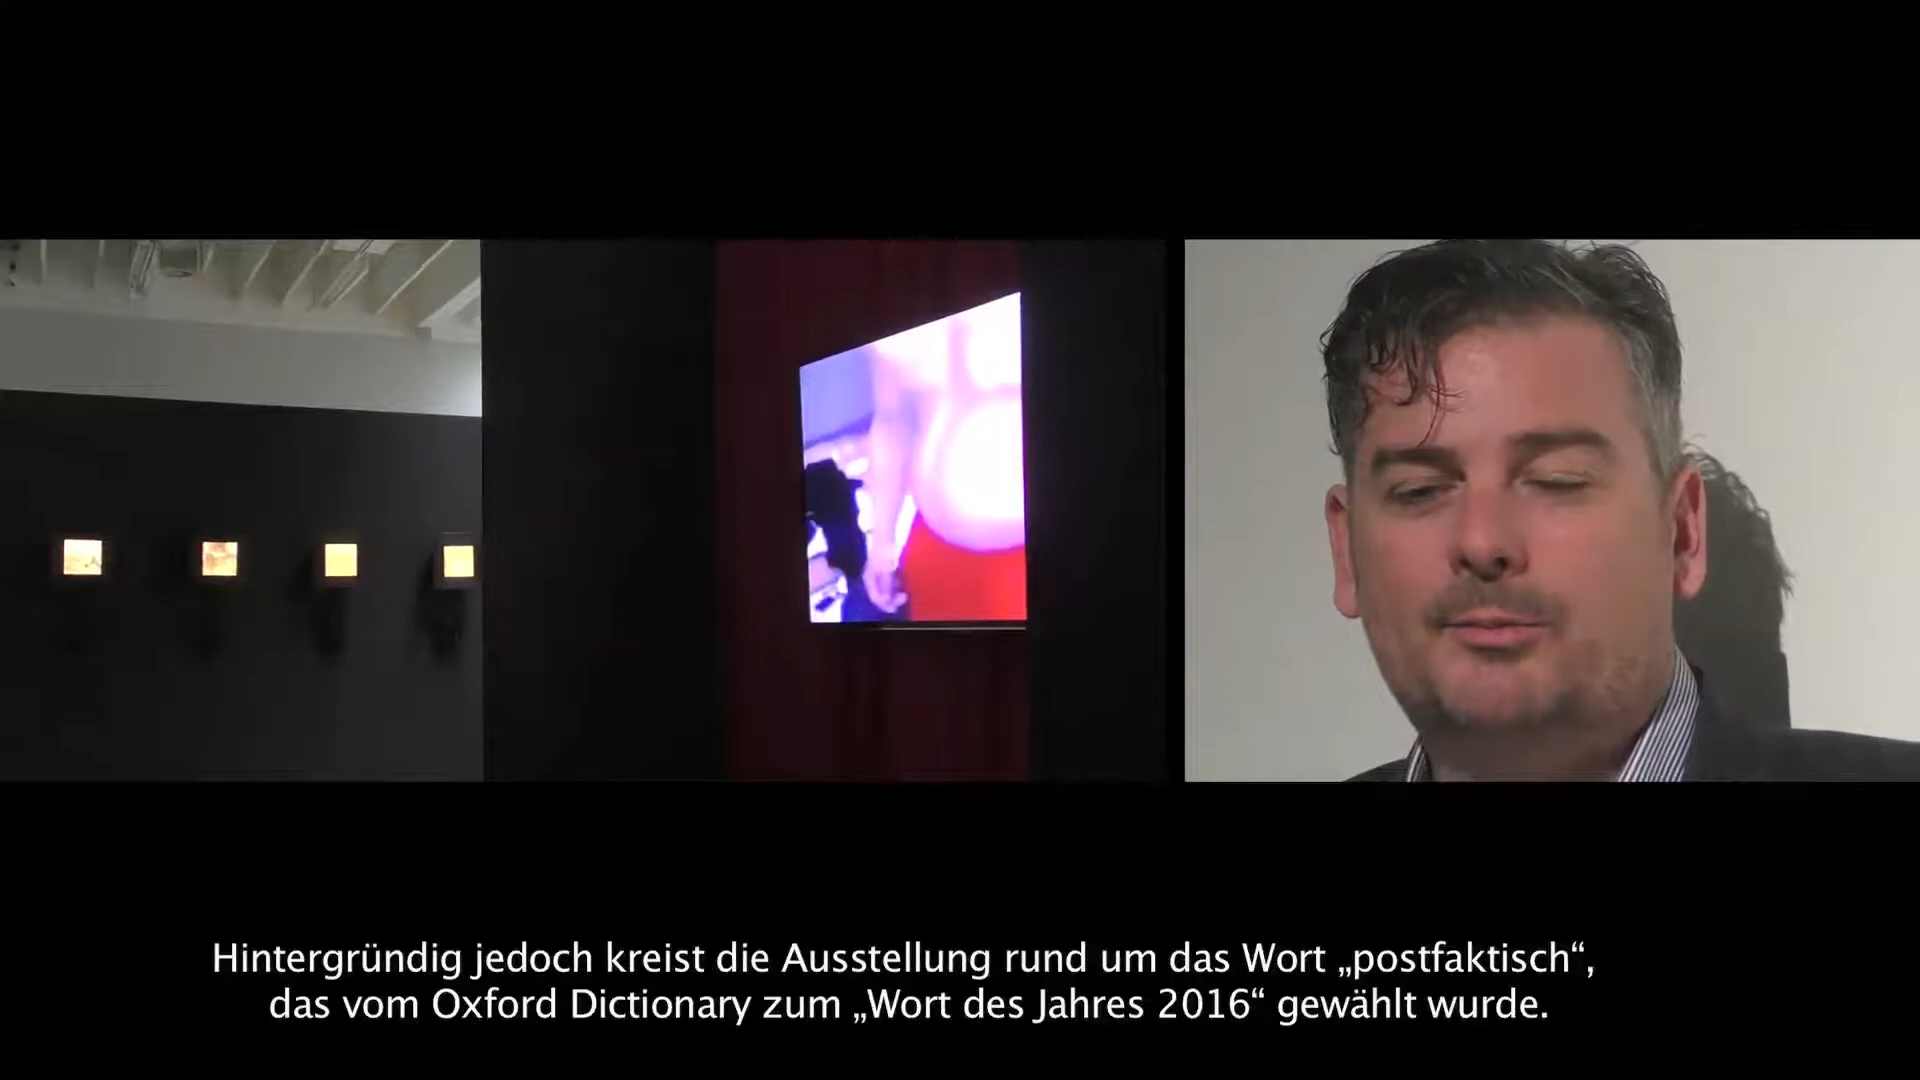 Hintergründig jedoch kreist die Ausstellung rund um das Wort „postfaktisch“,
das vom Oxford Dictionary zum „Wort des Jahres 2016“ gewählt wurde.